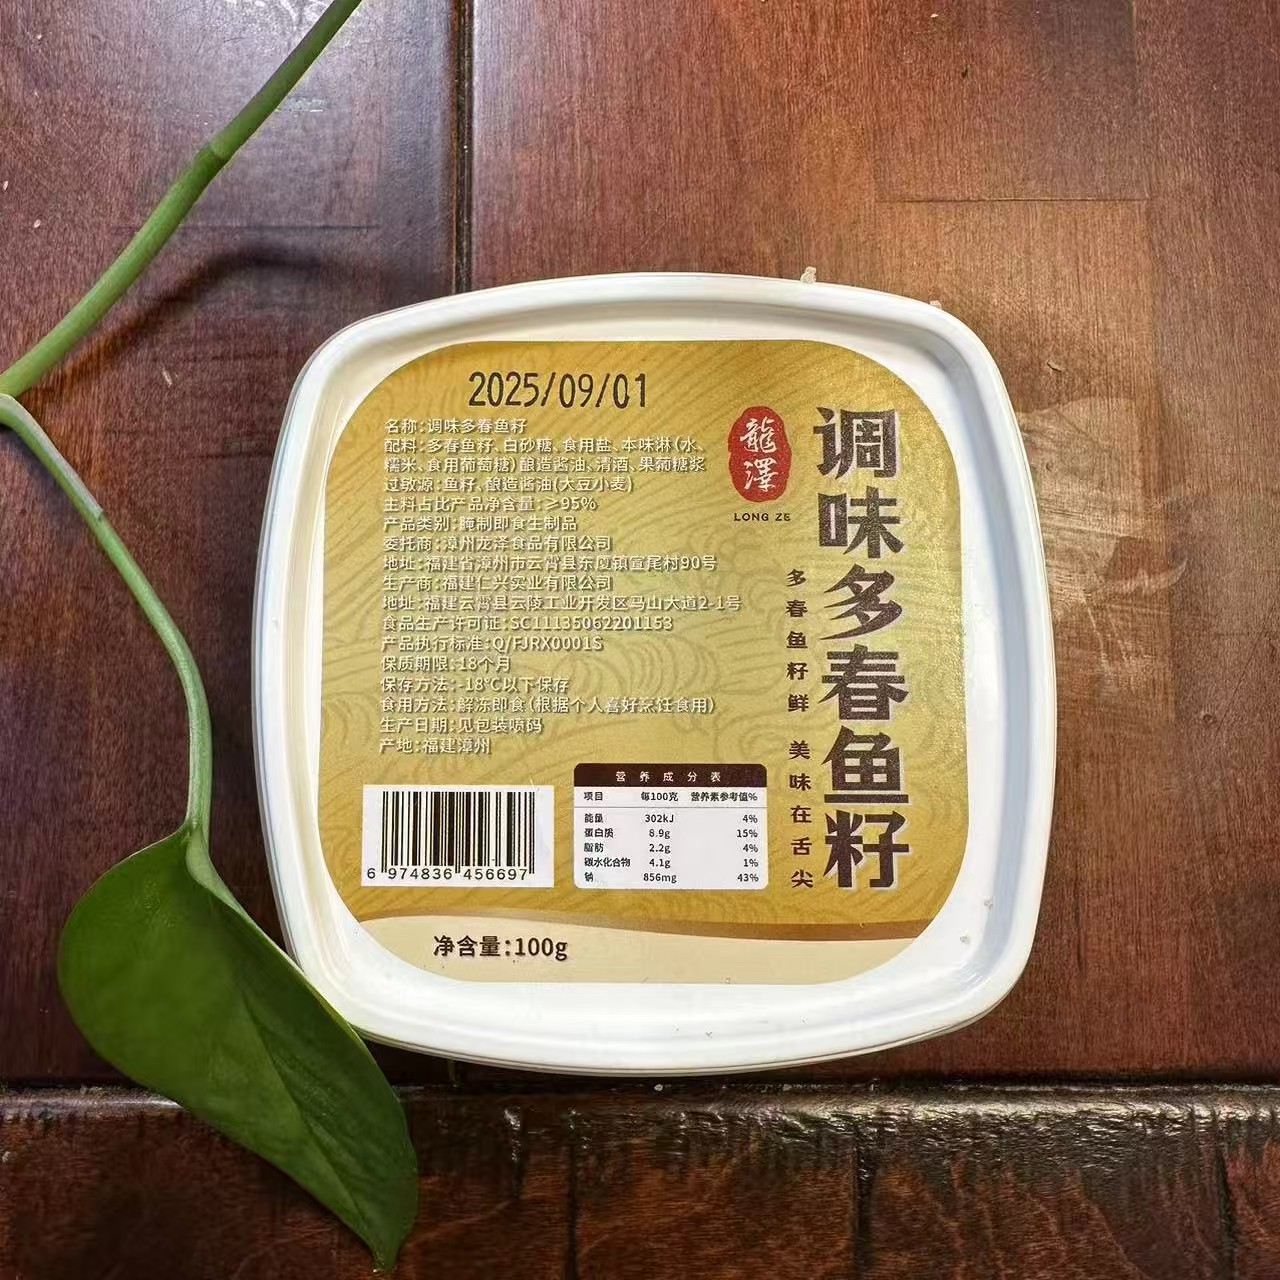 2025/09/01
名称:调味多春鱼籽
配料:多春鱼籽、白砂糖、食用盐、本味淋(水、
糯米、食用葡萄糖)酿造酱油、清酒、果葡糖浆
过敏源:鱼籽、酿造酱油(大豆小麦)
主料占比产品净含量:≥95%
产品类别:腌制即食生制品
委托商:漳州龙泽食品有限公司
地址:福建省漳州市云霄县东厦镇宣尾村90号
生产商:福建仁兴实业有限公司
地址:福建云霄县云陵工业开发区马山大道2-1号
食品生产许可证:SC11135062201153
产品执行标准:Q/FJRX0001S
保质期限:18个月
保存方法:-18℃以下保存
食用方法:解冻即食(根据个人喜好烹饪食用)
生产日期:见包装喷码
产地:福建漳州
龍澤
LONG ZE
调味多春鱼籽
多春鱼籽鲜 美味在舌尖
6 974836 456697
营养成分表
项目 每100克 营养素参考值%
能量 302kJ 4%
蛋白质 8.9g 15%
脂肪 2.2g 4%
碳水化合物 4.1g 1%
钠 856mg 43%
净含量:100g